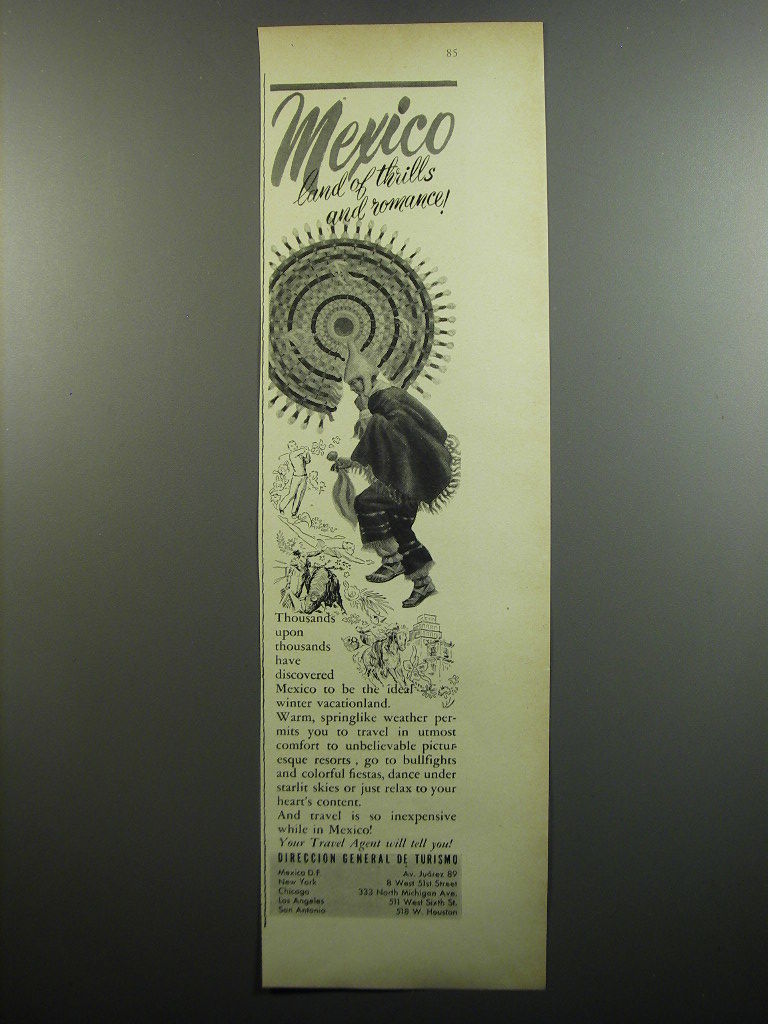 85
Mexico
land of thrills
and romance!
Thousands
upon
thousands
have
discovered
Mexico to be the ideal
winter vacationland.
Warm, springlike weather per-
mits you to travel in utmost
comfort to unbelievable pictur-
esque resorts, go to bullfights
and colorful fiestas, dance under
starlit skies or just relax to your
heart's content.
And travel is so inexpensive
while in Mexico!
Your Travel Agent will tell you!
DIRECCION GENERAL DE TURISMO
Mexico D.F. Av. Juárez 89
New York 8 West 51st Street
Chicago 333 North Michigan Ave.
Los Angeles 511 West Sixth St.
San Antonio 518 W. Houston